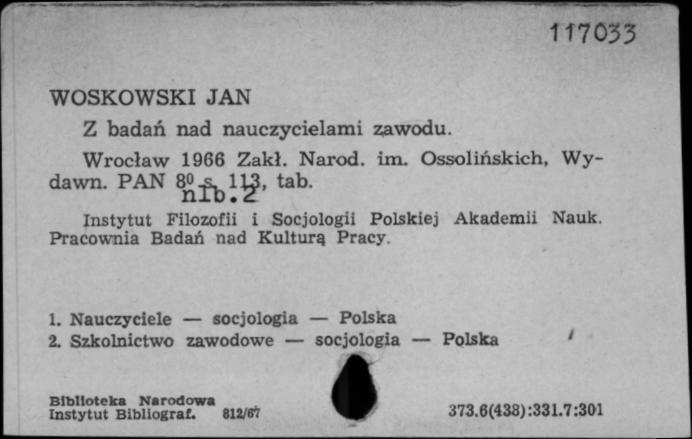 117033
WOSKOWSKI JAN
Z badań nad nauczycielami zawodu.
Wrocław 1966 Zakł. Narod. im. Ossolińskich, Wy-
dawn. PAN 8⁰ s. 113, tab.
nlb.2
Instytut Filozofii i Socjologii Polskiej Akademii Nauk.
Pracownia Badań nad Kulturą Pracy.
1. Nauczyciele — socjologia — Polska
2. Szkolnictwo zawodowe — socjologia — Polska
Biblioteka Narodowa
Instytut Bibliograf. 812/67
373.6(438):331.7:301